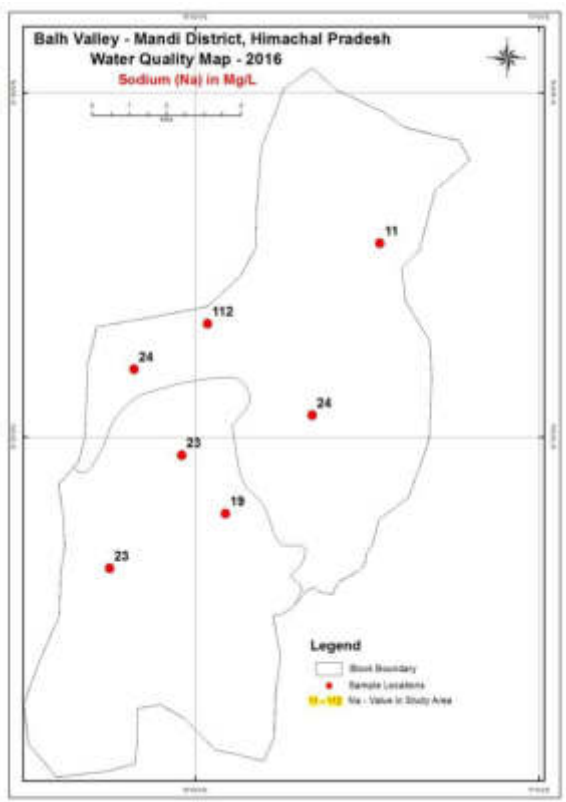 Balh Valley - Mandi District, Himachal Pradesh
Water Quality Map - 2016
Sodium (Na) in Mg/L
11
112
24
24
23
19
23
Legend
Block Boundary
Sample Locations
11 - 112 Na - Value in Study Area